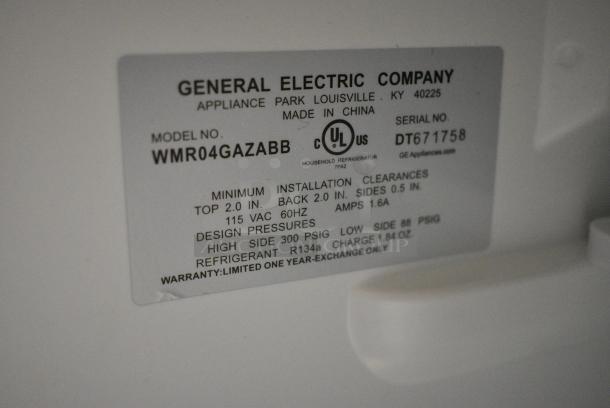 GENERAL ELECTRIC COMPANY
APPLIANCE PARK LOUISVILLE . KY 40225
MADE IN CHINA
MODEL NO. SERIAL NO.
WMR04GAZABB C UL US DT671758
HOUSEHOLD REFRIGERATOR GEAppliances.com
MINIMUM INSTALLATION CLEARANCES
TOP 2.0 IN. BACK 2.0 IN. SIDES 0.5 IN.
115 VAC 60HZ AMPS 1.6A
DESIGN PRESSURES
HIGH SIDE 300 PSIG LOW SIDE 88 PSIG
REFRIGERANT R134a CHARGE 1.84 OZ.
WARRANTY:LIMITED ONE YEAR-EXCHANGE ONLY